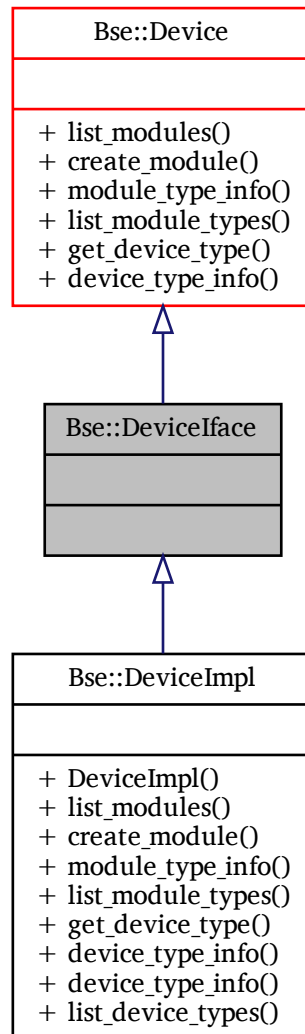 Bse::Device
+ list_modules()
+ create_module()
+ module_type_info()
+ list_module_types()
+ get_device_type()
+ device_type_info()
Bse::DeviceIface
Bse::DeviceImpl
+ DeviceImpl()
+ list_modules()
+ create_module()
+ module_type_info()
+ list_module_types()
+ get_device_type()
+ device_type_info()
+ device_type_info()
+ list_device_types()